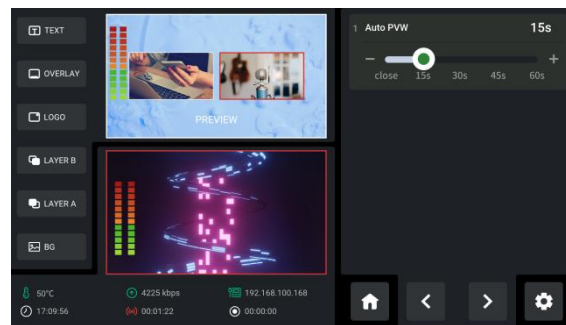 TEXT
OVERLAY
LOGO
LAYER B
LAYER A
BG
PREVIEW
50°C
4225 kbps
192.168.100.168
17:09:56
00:01:22
00:00:00
1 Auto PVW 15s
− +
close 15s 30s 45s 60s